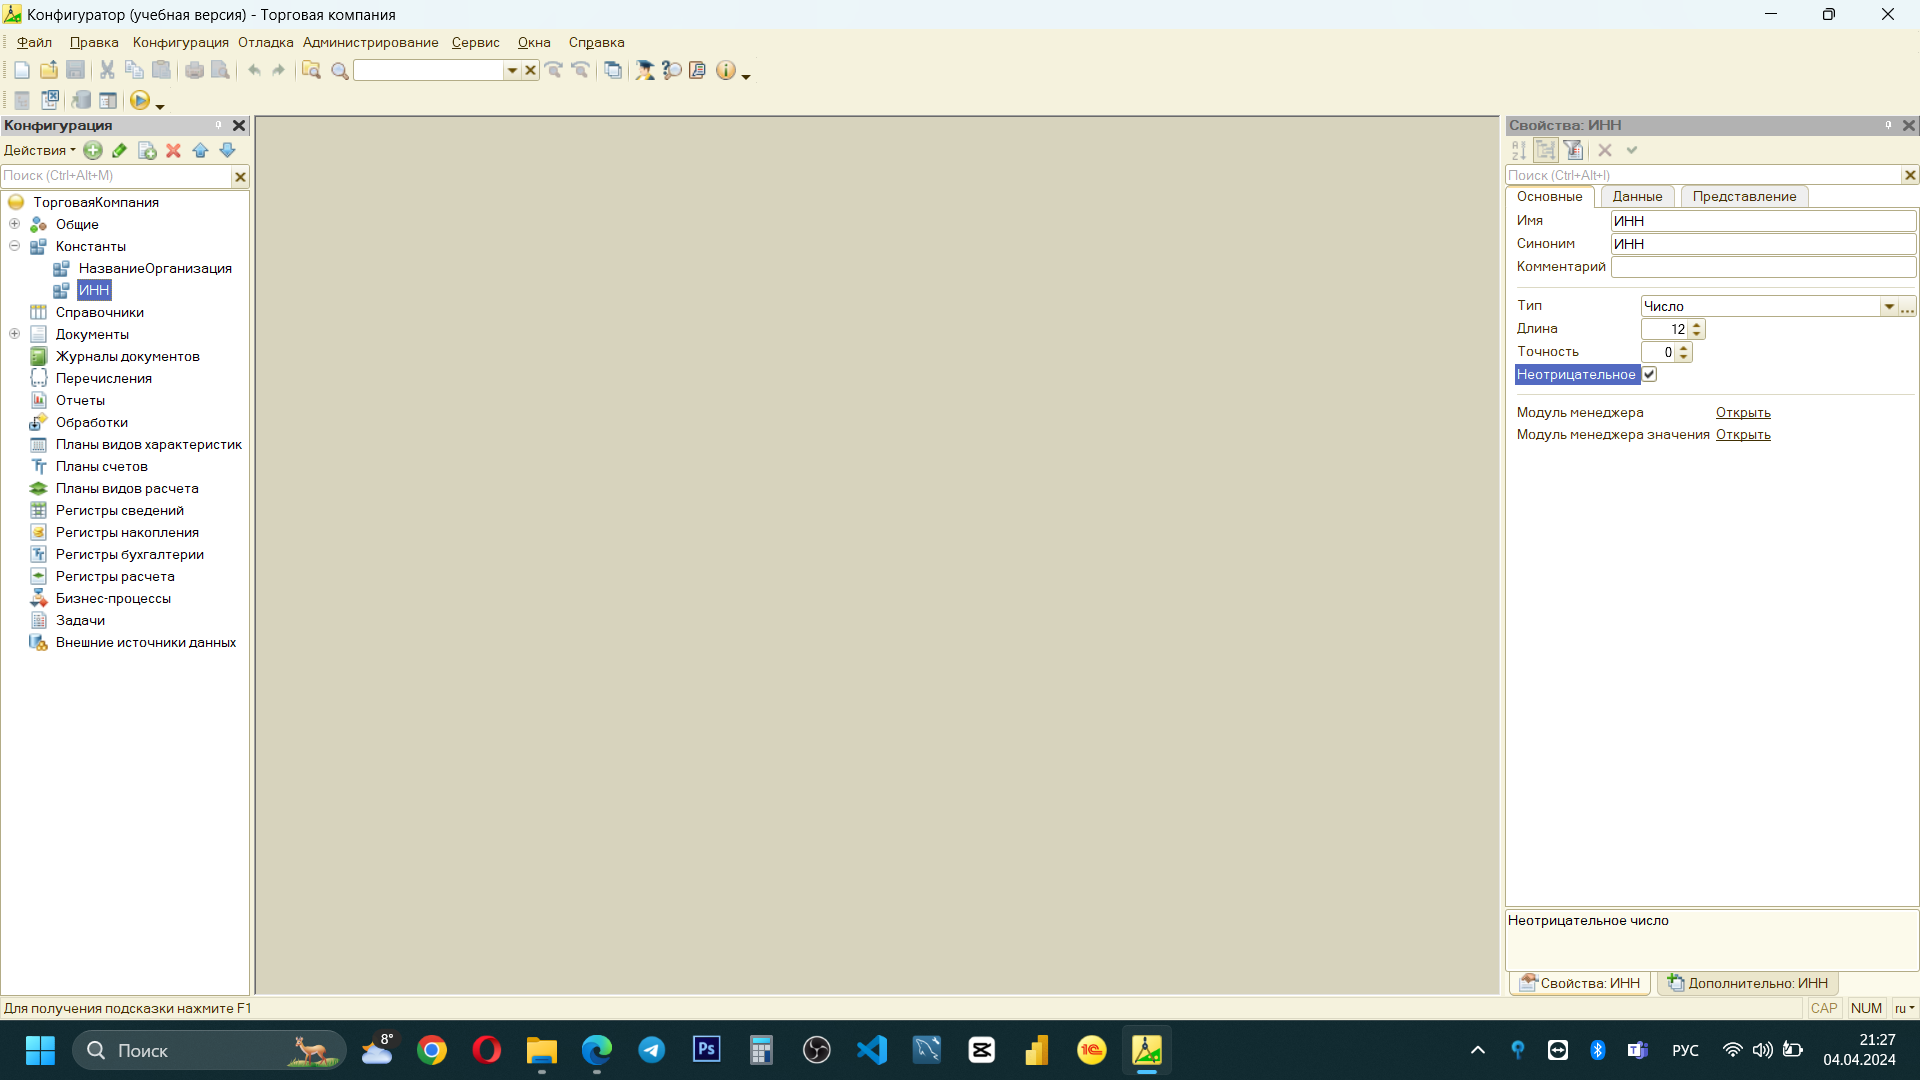 Конфигуратор (учебная версия) - Торговая компания
Файл Правка Конфигурация Отладка Администрирование Сервис Окна Справка
Конфигурация
Действия
Поиск (Ctrl+Alt+M)
ТорговаяКомпания
Общие
Константы
НазваниеОрганизация
ИНН
Справочники
Документы
Журналы документов
Перечисления
Отчеты
Обработки
Планы видов характеристик
Планы счетов
Планы видов расчета
Регистры сведений
Регистры накопления
Регистры бухгалтерии
Регистры расчета
Бизнес-процессы
Задачи
Внешние источники данных
Свойства: ИНН
Поиск (Ctrl+Alt+I)
Основные Данные Представление
Имя ИНН
Синоним ИНН
Комментарий
Тип Число ...
Длина 12
Точность 0
Неотрицательное
Модуль менеджера Открыть
Модуль менеджера значения Открыть
Неотрицательное число
Свойства: ИНН Дополнительно: ИНН
Для получения подсказки нажмите F1 CAP NUM ru
Поиск 8° Ps 1С РУС 21:27
04.04.2024